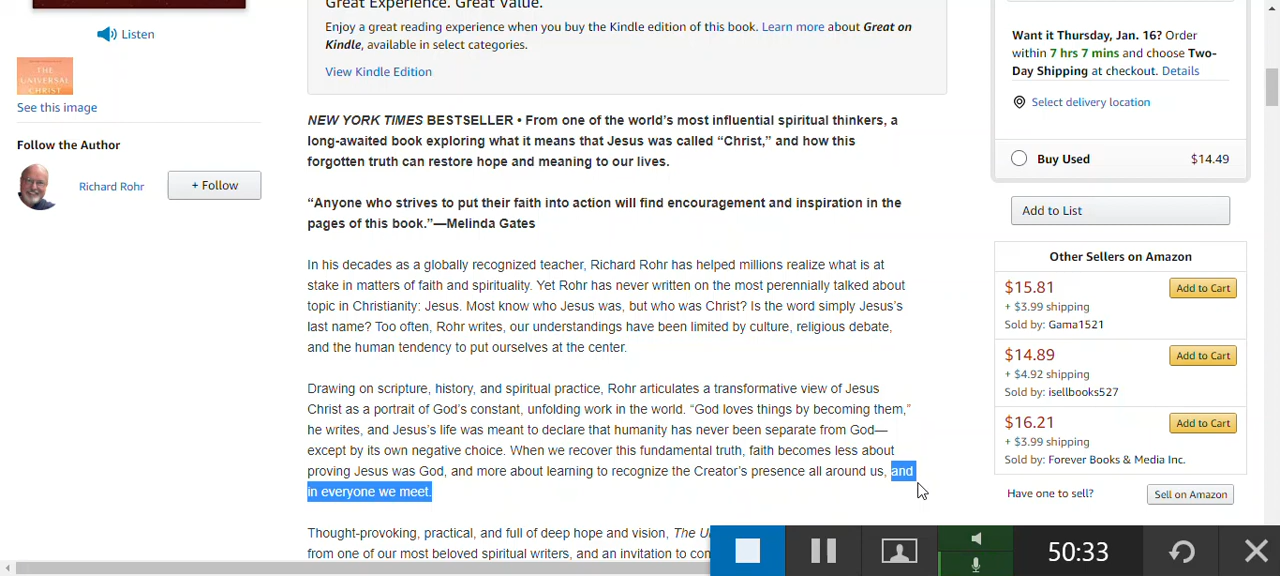 Great Experience. Great Value.
Enjoy a great reading experience when you buy the Kindle edition of this book. Learn more about Great on
Kindle, available in select categories.
View Kindle Edition
Listen
THE
UNIVERSAL
CHRIST
See this image
Follow the Author
Richard Rohr
+ Follow
NEW YORK TIMES BESTSELLER • From one of the world’s most influential spiritual thinkers, a
long-awaited book exploring what it means that Jesus was called “Christ,” and how this
forgotten truth can restore hope and meaning to our lives.
“Anyone who strives to put their faith into action will find encouragement and inspiration in the
pages of this book.”—Melinda Gates
In his decades as a globally recognized teacher, Richard Rohr has helped millions realize what is at
stake in matters of faith and spirituality. Yet Rohr has never written on the most perennially talked about
topic in Christianity: Jesus. Most know who Jesus was, but who was Christ? Is the word simply Jesus’s
last name? Too often, Rohr writes, our understandings have been limited by culture, religious debate,
and the human tendency to put ourselves at the center.
Drawing on scripture, history, and spiritual practice, Rohr articulates a transformative view of Jesus
Christ as a portrait of God’s constant, unfolding work in the world. “God loves things by becoming them,”
he writes, and Jesus’s life was meant to declare that humanity has never been separate from God—
except by its own negative choice. When we recover this fundamental truth, faith becomes less about
proving Jesus was God, and more about learning to recognize the Creator’s presence all around us, and
in everyone we meet.
Thought-provoking, practical, and full of deep hope and vision, The U
from one of our most beloved spiritual writers, and an invitation to con
Want it Thursday, Jan. 16? Order
within 7 hrs 7 mins and choose Two-
Day Shipping at checkout. Details
Select delivery location
Buy Used $14.49
Add to List
Other Sellers on Amazon
$15.81 Add to Cart
+ $3.99 shipping
Sold by: Gama1521
$14.89 Add to Cart
+ $4.92 shipping
Sold by: isellbooks527
$16.21 Add to Cart
+ $3.99 shipping
Sold by: Forever Books & Media Inc.
Have one to sell? Sell on Amazon
50:33